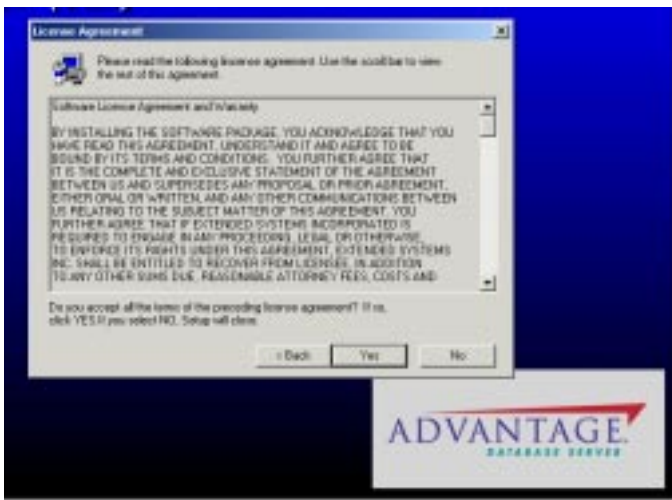 License Agreement
Please read the following license agreement. Use the scroll bar to view
the rest of this agreement.
Software License Agreement and Warranty
BY INSTALLING THE SOFTWARE PACKAGE, YOU ACKNOWLEDGE THAT YOU
HAVE READ THIS AGREEMENT, UNDERSTAND IT AND AGREE TO BE
BOUND BY ITS TERMS AND CONDITIONS. YOU FURTHER AGREE THAT
IT IS THE COMPLETE AND EXCLUSIVE STATEMENT OF THE AGREEMENT
BETWEEN US AND SUPERSEDES ANY PROPOSAL OR PRIOR AGREEMENT,
EITHER ORAL OR WRITTEN, AND ANY OTHER COMMUNICATIONS BETWEEN
US RELATING TO THE SUBJECT MATTER OF THIS AGREEMENT. YOU
FURTHER AGREE THAT IF EXTENDED SYSTEMS INCORPORATED IS
REQUIRED TO ENGAGE IN ANY PROCEEDING, LEGAL OR OTHERWISE,
TO ENFORCE ITS RIGHTS UNDER THIS AGREEMENT, EXTENDED SYSTEMS
INC. SHALL BE ENTITLED TO RECOVER FROM LICENSEE, IN ADDITION
TO ANY OTHER SUMS DUE, REASONABLE ATTORNEY FEES, COSTS AND
Do you accept all the terms of the preceding license agreement? If so,
click YES. If you select NO, Setup will close.
< Back Yes No
ADVANTAGE
DATABASE SERVER